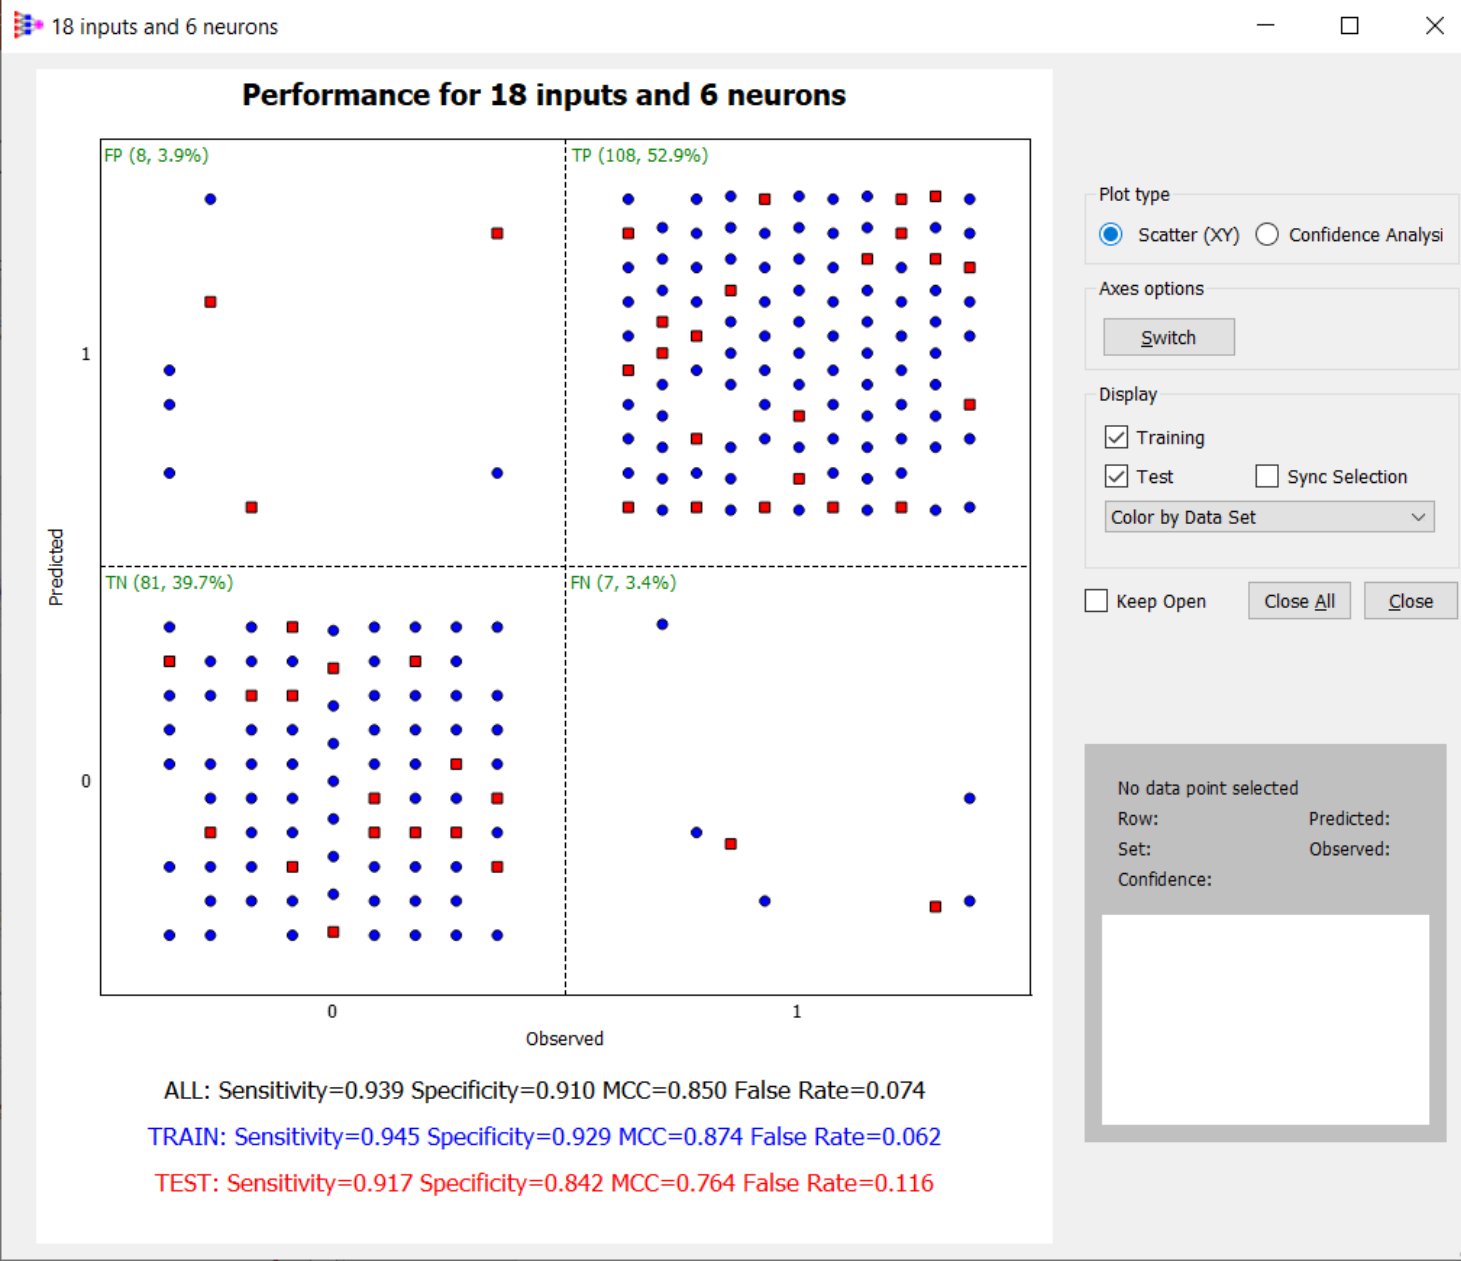 18 inputs and 6 neurons
Performance for 18 inputs and 6 neurons
FP (8, 3.9%)
TP (108, 52.9%)
1
Predicted
TN (81, 39.7%)
FN (7, 3.4%)
0
0
1
Observed
ALL: Sensitivity=0.939 Specificity=0.910 MCC=0.850 False Rate=0.074
TRAIN: Sensitivity=0.945 Specificity=0.929 MCC=0.874 False Rate=0.062
TEST: Sensitivity=0.917 Specificity=0.842 MCC=0.764 False Rate=0.116
Plot type
Scatter (XY) Confidence Analysi
Axes options
Switch
Display
Training
Test Sync Selection
Color by Data Set
Keep Open Close All Close
No data point selected
Row: Predicted:
Set: Observed:
Confidence: